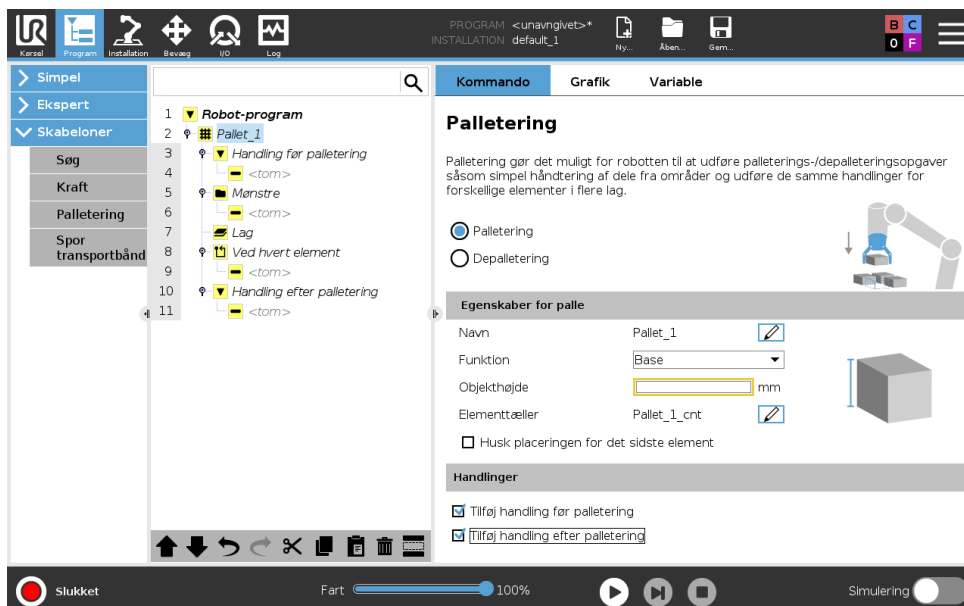 UR
PROGRAM <unavngivet>*
INSTALLATION default_1
Kørsel
Program
Installation
Bevæg
I/O
Log
Ny...
Åben...
Gem...
B C
O F
Simpel
Ekspert
Skabeloner
Søg
Kraft
Palletering
Spor
transportbånd
1 Robot-program
2 Pallet_1
3 Handling før palletering
4 <tom>
5 Mønstre
6 <tom>
7 Lag
8 Ved hvert element
9 <tom>
10 Handling efter palletering
11 <tom>
Kommando Grafik Variable
Palletering
Palletering gør det muligt for robotten til at udføre palleterings-/depalleteringsopgaver
såsom simpel håndtering af dele fra områder og udføre de samme handlinger for
forskellige elementer i flere lag.
Palletering
Depalletering
Egenskaber for palle
Navn Pallet_1
Funktion Base
Objekthøjde mm
Elementtæller Pallet_1_cnt
Husk placeringen for det sidste element
Handlinger
Tilføj handling før palletering
Tilføj handling efter palletering
Slukket
Fart 100%
Simulering